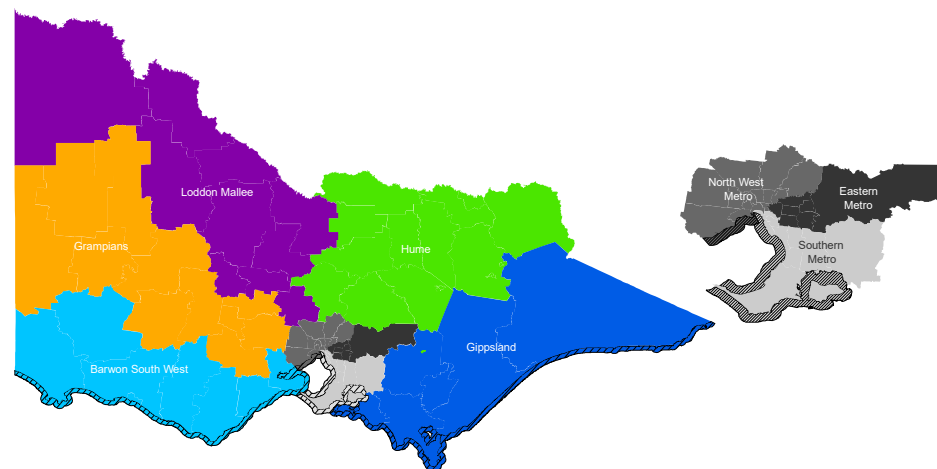 Loddon Mallee
North West
Metro
Eastern
Metro
Grampians
Hume
Southern
Metro
Gippsland
Barwon South West